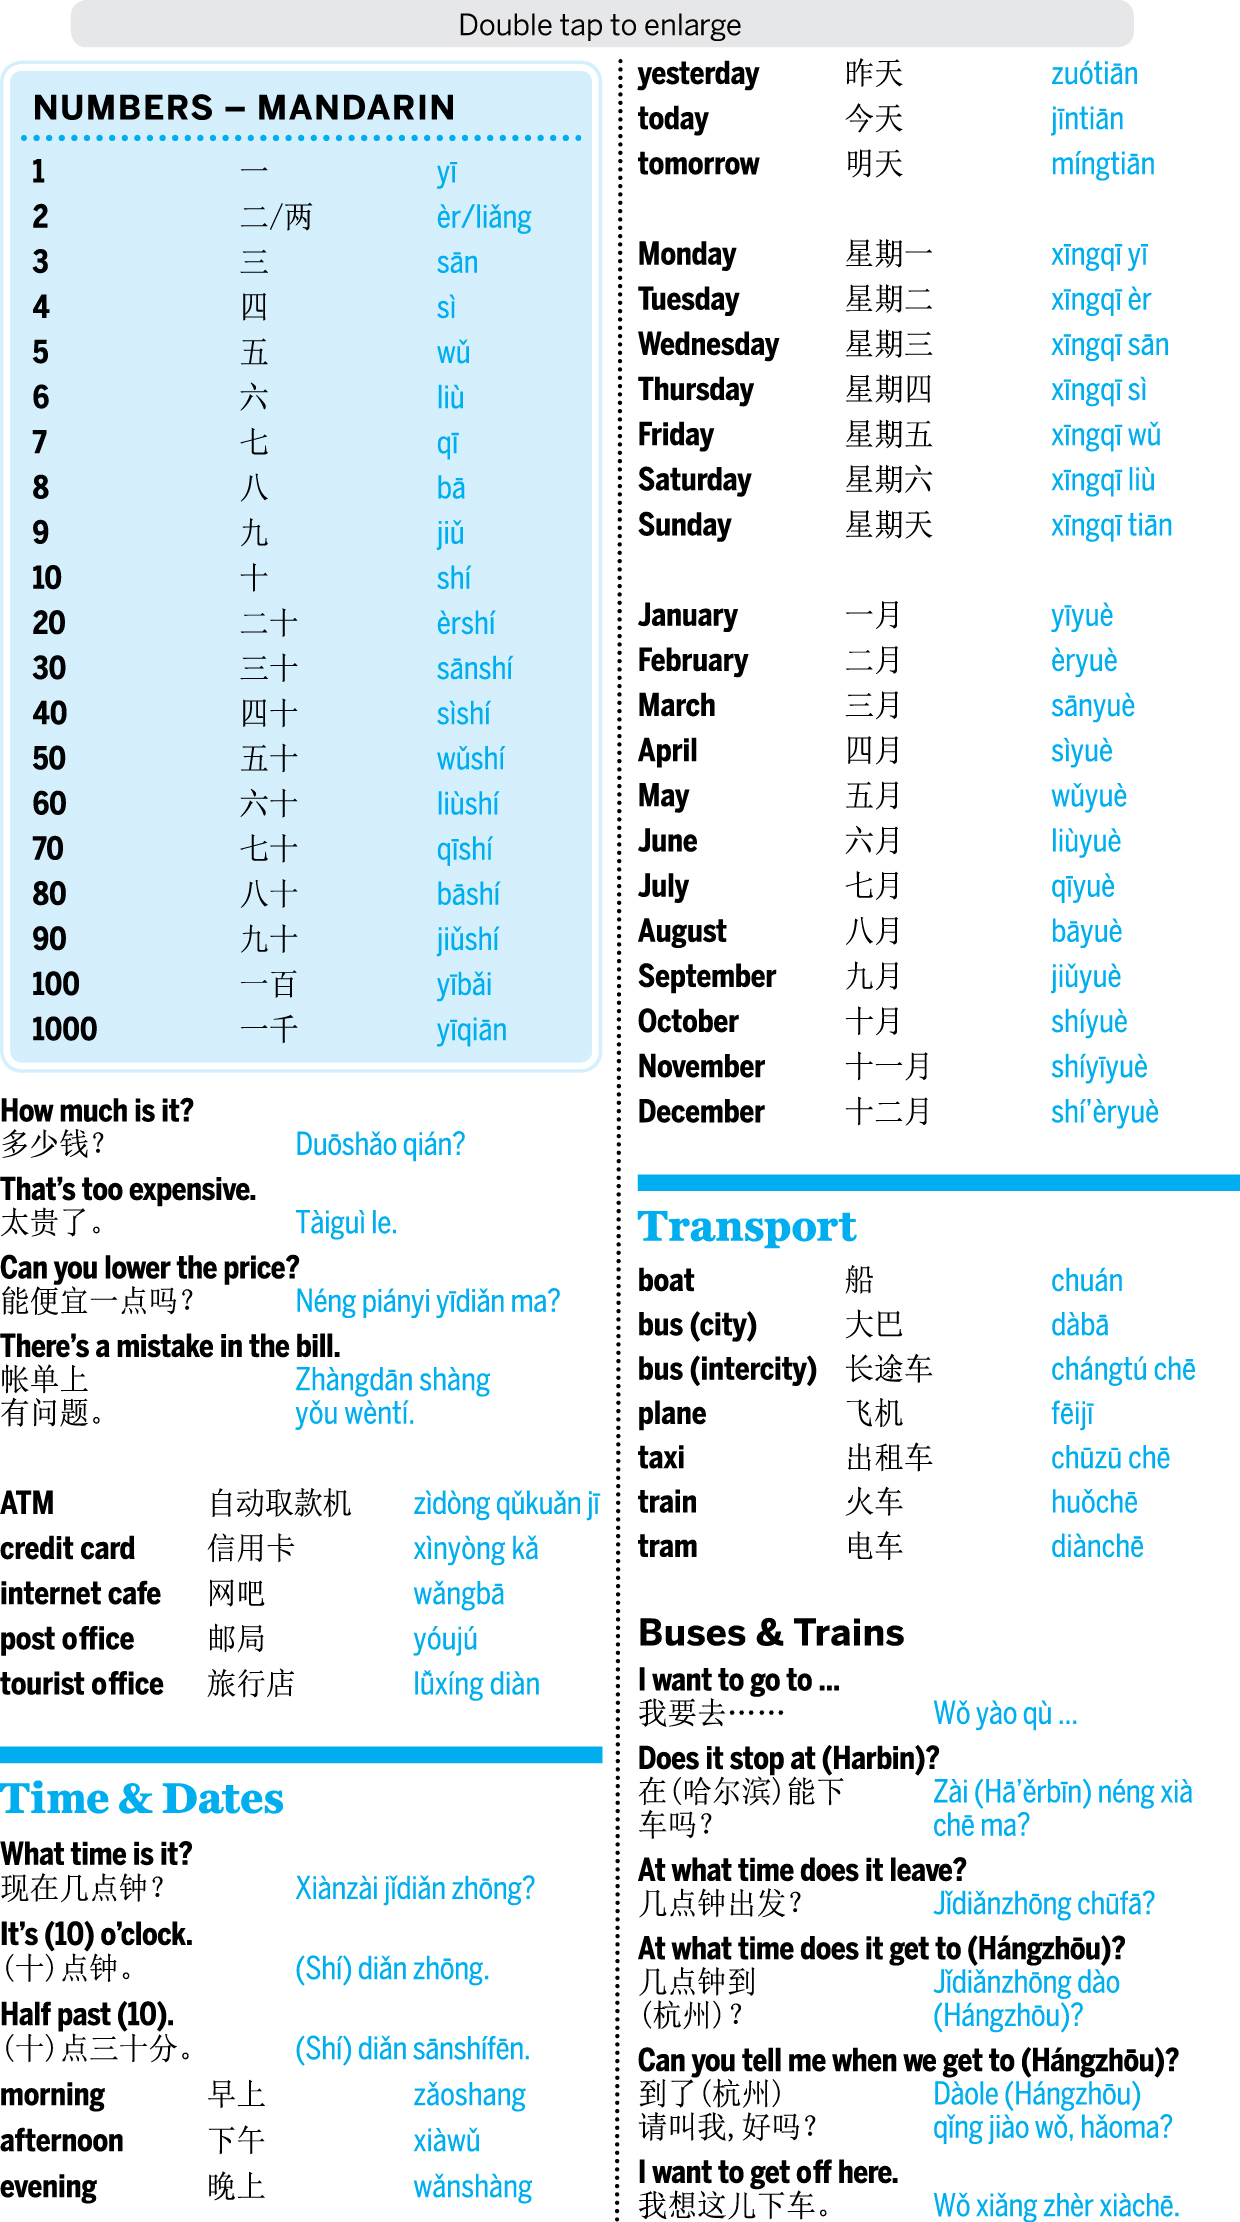 Double tap to enlarge
NUMBERS – MANDARIN
1 一 yī
2 二/两 èr/liǎng
3 三 sān
4 四 sì
5 五 wǔ
6 六 liù
7 七 qī
8 八 bā
9 九 jiǔ
10 十 shí
20 二十 èrshí
30 三十 sānshí
40 四十 sìshí
50 五十 wǔshí
60 六十 liùshí
70 七十 qīshí
80 八十 bāshí
90 九十 jiǔshí
100 一百 yībǎi
1000 一千 yīqiān
How much is it?
多少钱? Duōshǎo qián?
That's too expensive.
太贵了。 Tàiguì le.
Can you lower the price?
能便宜一点吗? Néng piányi yīdiǎn ma?
There's a mistake in the bill.
帐单上 Zhàngdān shàng
有问题。 yǒu wèntí.
ATM 自动取款机 zìdòng qǔkuǎn jī
credit card 信用卡 xìnyòng kǎ
internet cafe 网吧 wǎngbā
post office 邮局 yóujú
tourist office 旅行店 lǚxíng diàn
Time & Dates
What time is it?
现在几点钟? Xiànzài jǐdiǎn zhōng?
It's (10) o'clock.
(十)点钟。 (Shí) diǎn zhōng.
Half past (10).
(十)点三十分。 (Shí) diǎn sānshífēn.
morning 早上 zǎoshang
afternoon 下午 xiàwǔ
evening 晚上 wǎnshàng
yesterday 昨天 zuótiān
today 今天 jīntiān
tomorrow 明天 míngtiān
Monday 星期一 xīngqī yī
Tuesday 星期二 xīngqī èr
Wednesday 星期三 xīngqī sān
Thursday 星期四 xīngqī sì
Friday 星期五 xīngqī wǔ
Saturday 星期六 xīngqī liù
Sunday 星期天 xīngqī tiān
January 一月 yīyuè
February 二月 èryuè
March 三月 sānyuè
April 四月 sìyuè
May 五月 wǔyuè
June 六月 liùyuè
July 七月 qīyuè
August 八月 bāyuè
September 九月 jiǔyuè
October 十月 shíyuè
November 十一月 shíyīyuè
December 十二月 shí'èryuè
Transport
boat 船 chuán
bus (city) 大巴 dàbā
bus (intercity) 长途车 chángtú chē
plane 飞机 fēijī
taxi 出租车 chūzū chē
train 火车 huǒchē
tram 电车 diànchē
Buses & Trains
I want to go to ...
我要去…… Wǒ yào qù ...
Does it stop at (Harbin)?
在(哈尔滨)能下 Zài (Hā'ěrbīn) néng xià
车吗? chē ma?
At what time does it leave?
几点钟出发? Jǐdiǎnzhōng chūfā?
At what time does it get to (Hángzhōu)?
几点钟到 Jǐdiǎnzhōng dào
(杭州)? (Hángzhōu)?
Can you tell me when we get to (Hángzhōu)?
到了(杭州) Dàole (Hángzhōu)
请叫我, 好吗? qǐng jiào wǒ, hǎoma?
I want to get off here.
我想这儿下车。 Wǒ xiǎng zhèr xiàchē.